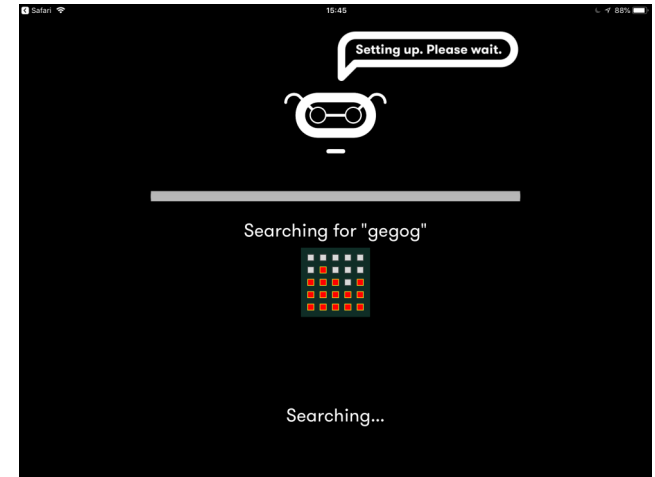 Safari 15:45 88%
Setting up. Please wait.
Searching for "gegog"
Searching...